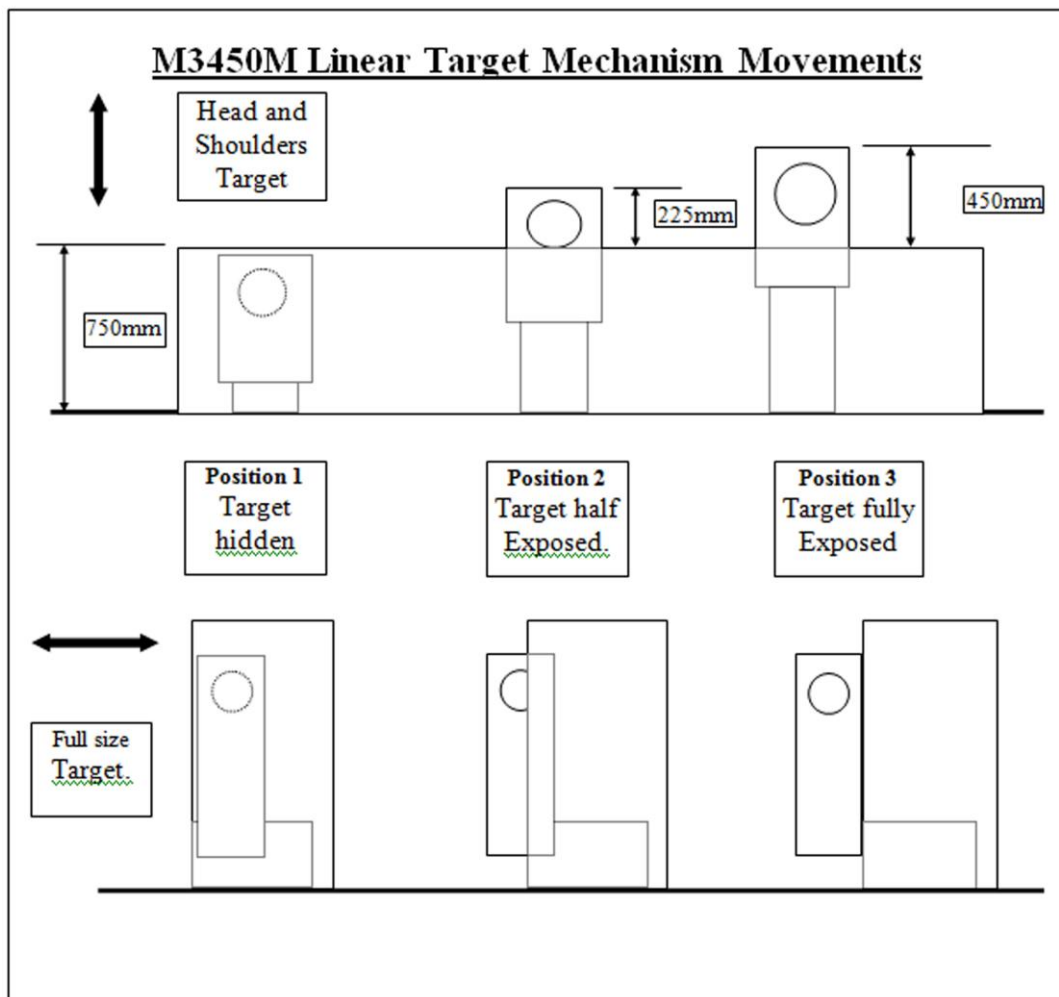 M3450M Linear Target Mechanism Movements
Head and
Shoulders
Target
225mm
450mm
750mm
Position 1
Target
hidden
Position 2
Target half
Exposed.
Position 3
Target fully
Exposed
Full size
Target.